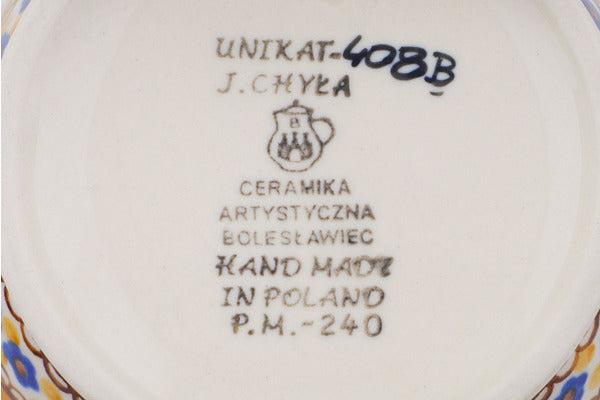 UNIKAT-408B
J. CHYŁA
B
CERAMIKA
ARTYSTYCZNA
BOLESŁAWIEC
HAND MADE
IN POLAND
P.M.-240